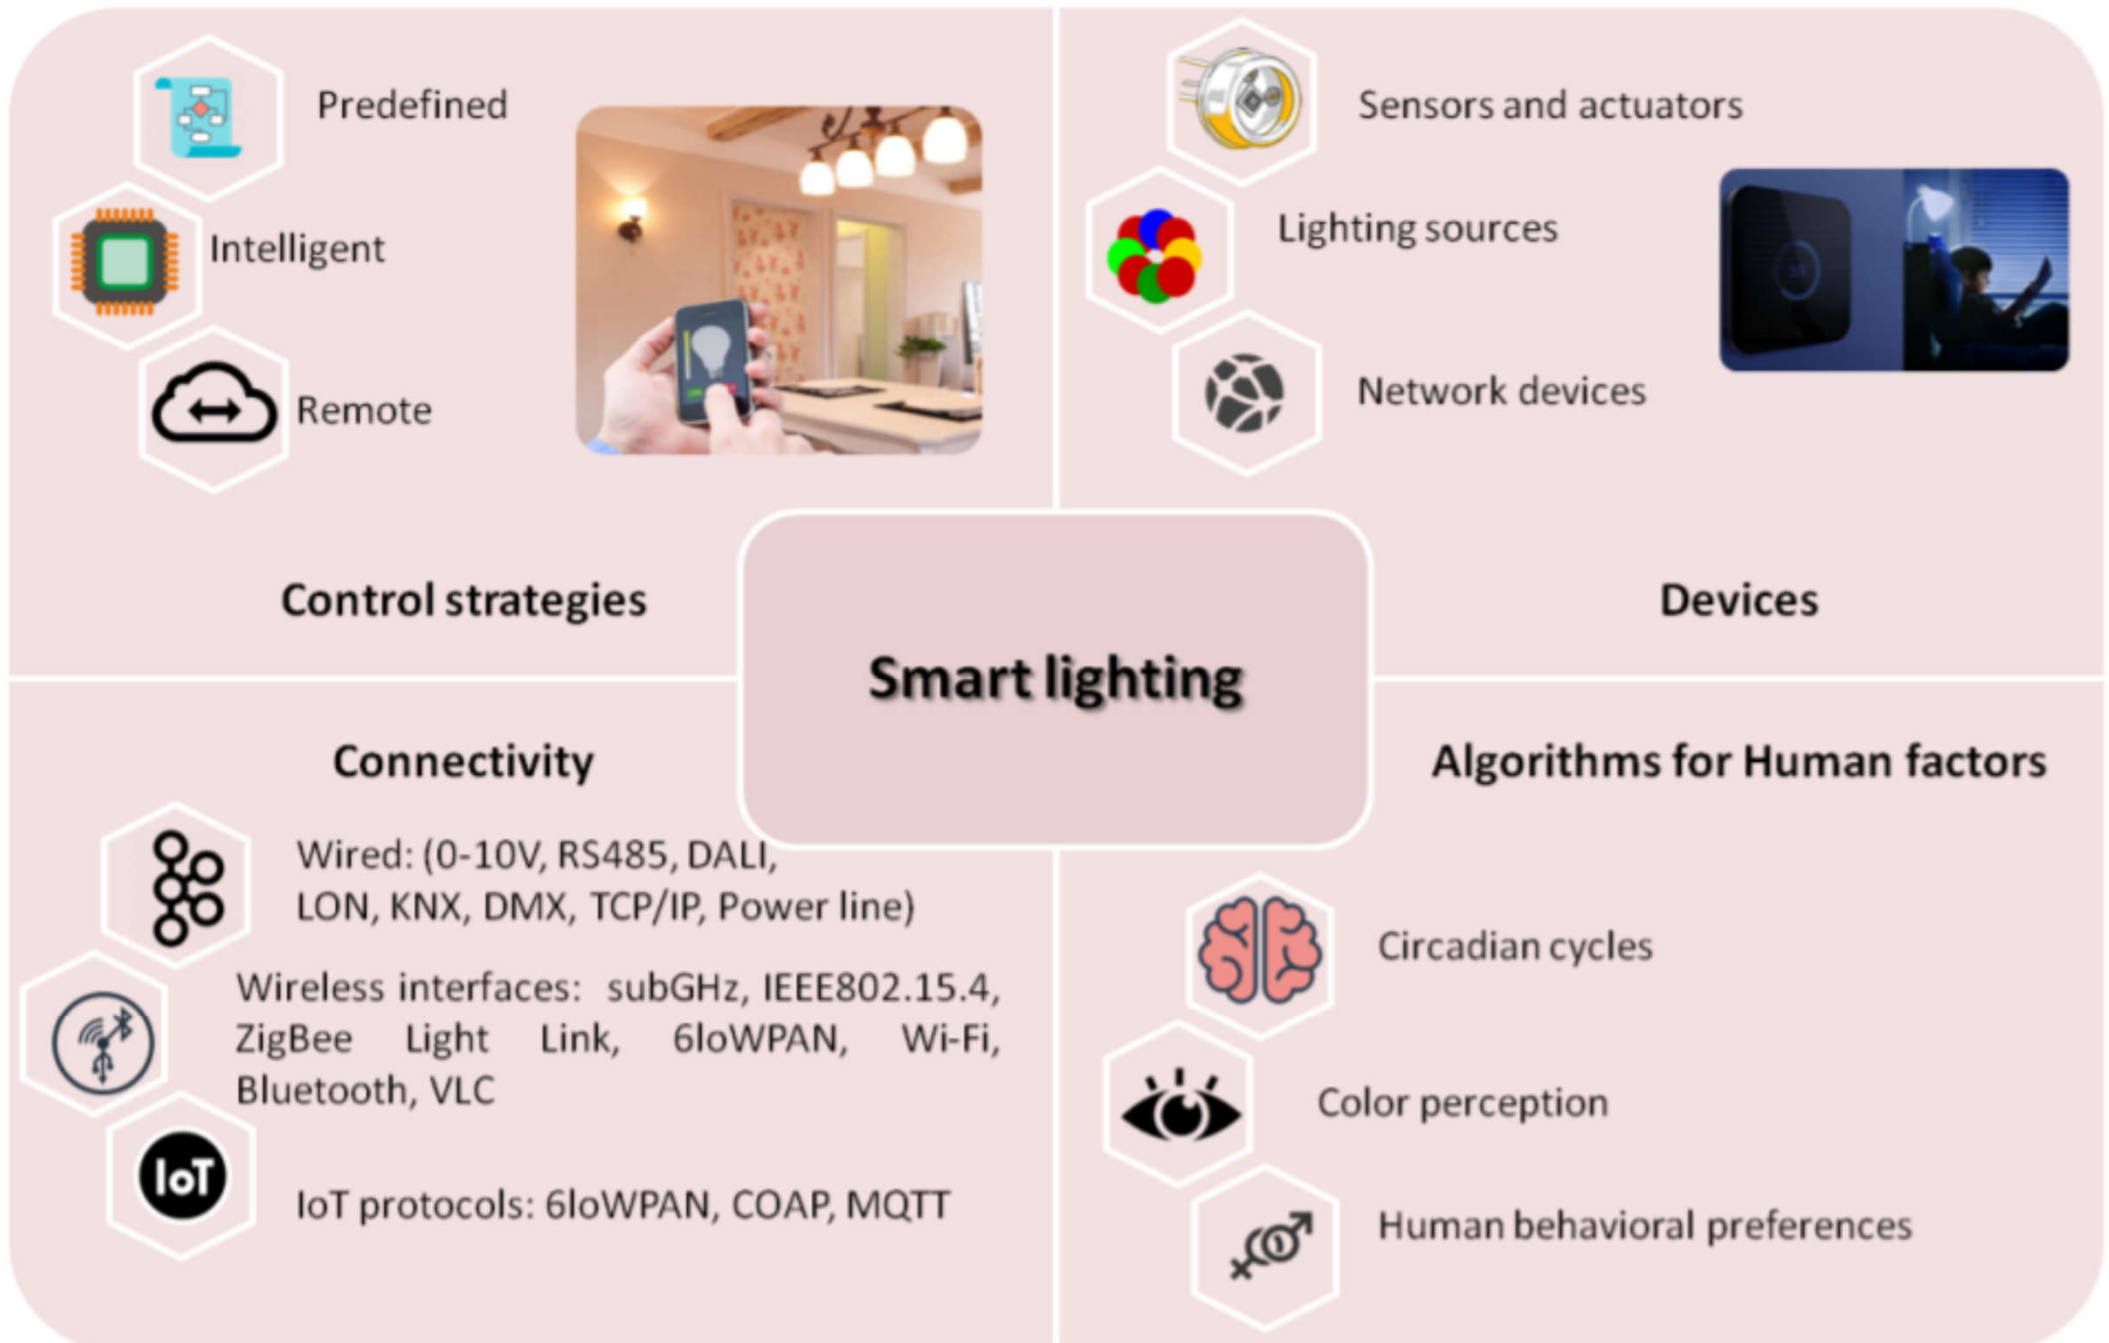 Predefined
Intelligent
Remote
Control strategies
Sensors and actuators
Lighting sources
Network devices
Devices
Smart lighting
Connectivity
Wired: (0-10V, RS485, DALI,
LON, KNX, DMX, TCP/IP, Power line)
Wireless interfaces: subGHz, IEEE802.15.4,
ZigBee Light Link, 6loWPAN, Wi-Fi,
Bluetooth, VLC
IoT
IoT protocols: 6loWPAN, COAP, MQTT
Algorithms for Human factors
Circadian cycles
Color perception
Human behavioral preferences